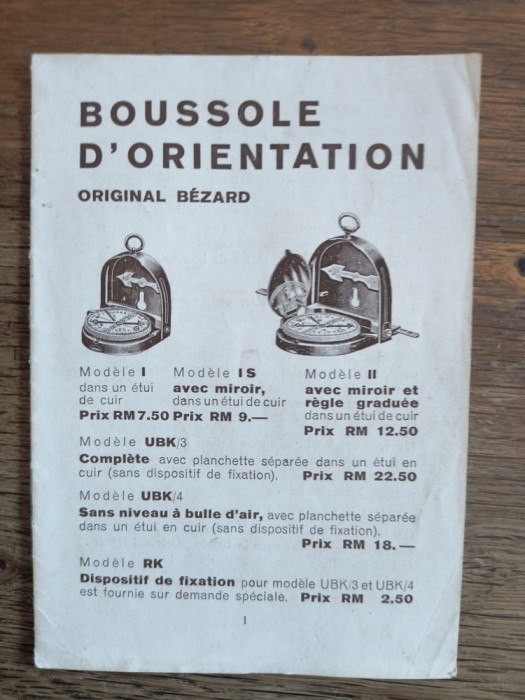 BOUSSOLE
D'ORIENTATION
ORIGINAL BÉZARD
Modèle I
dans un étui
de cuir
Prix RM 7.50
Modèle IS
avec miroir,
dans un étui de cuir
Prix RM 9.—
Modèle II
avec miroir et
règle graduée
dans un étui de cuir
Prix RM 12.50
Modèle UBK/3
Complète avec planchette séparée dans un étui en
cuir (sans dispositif de fixation). Prix RM 22.50
Modèle UBK/4
Sans niveau à bulle d'air, avec planchette séparée
dans un étui en cuir (sans dispositif de fixation).
Prix RM 18.—
Modèle RK
Dispositif de fixation pour modèle UBK/3 et UBK/4
est fournie sur demande spéciale. Prix RM 2.50
1